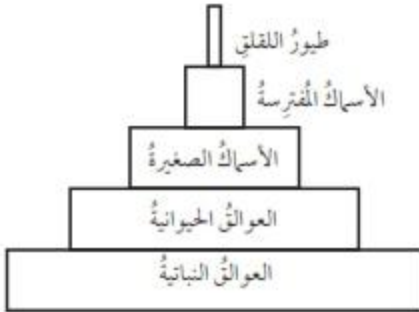 طيورُ اللقلقِ
الأسماكُ المُفترِسةُ
الأسماكُ الصغيرةُ
العوالقُ الحيوانيةُ
العوالقُ النباتيةُ